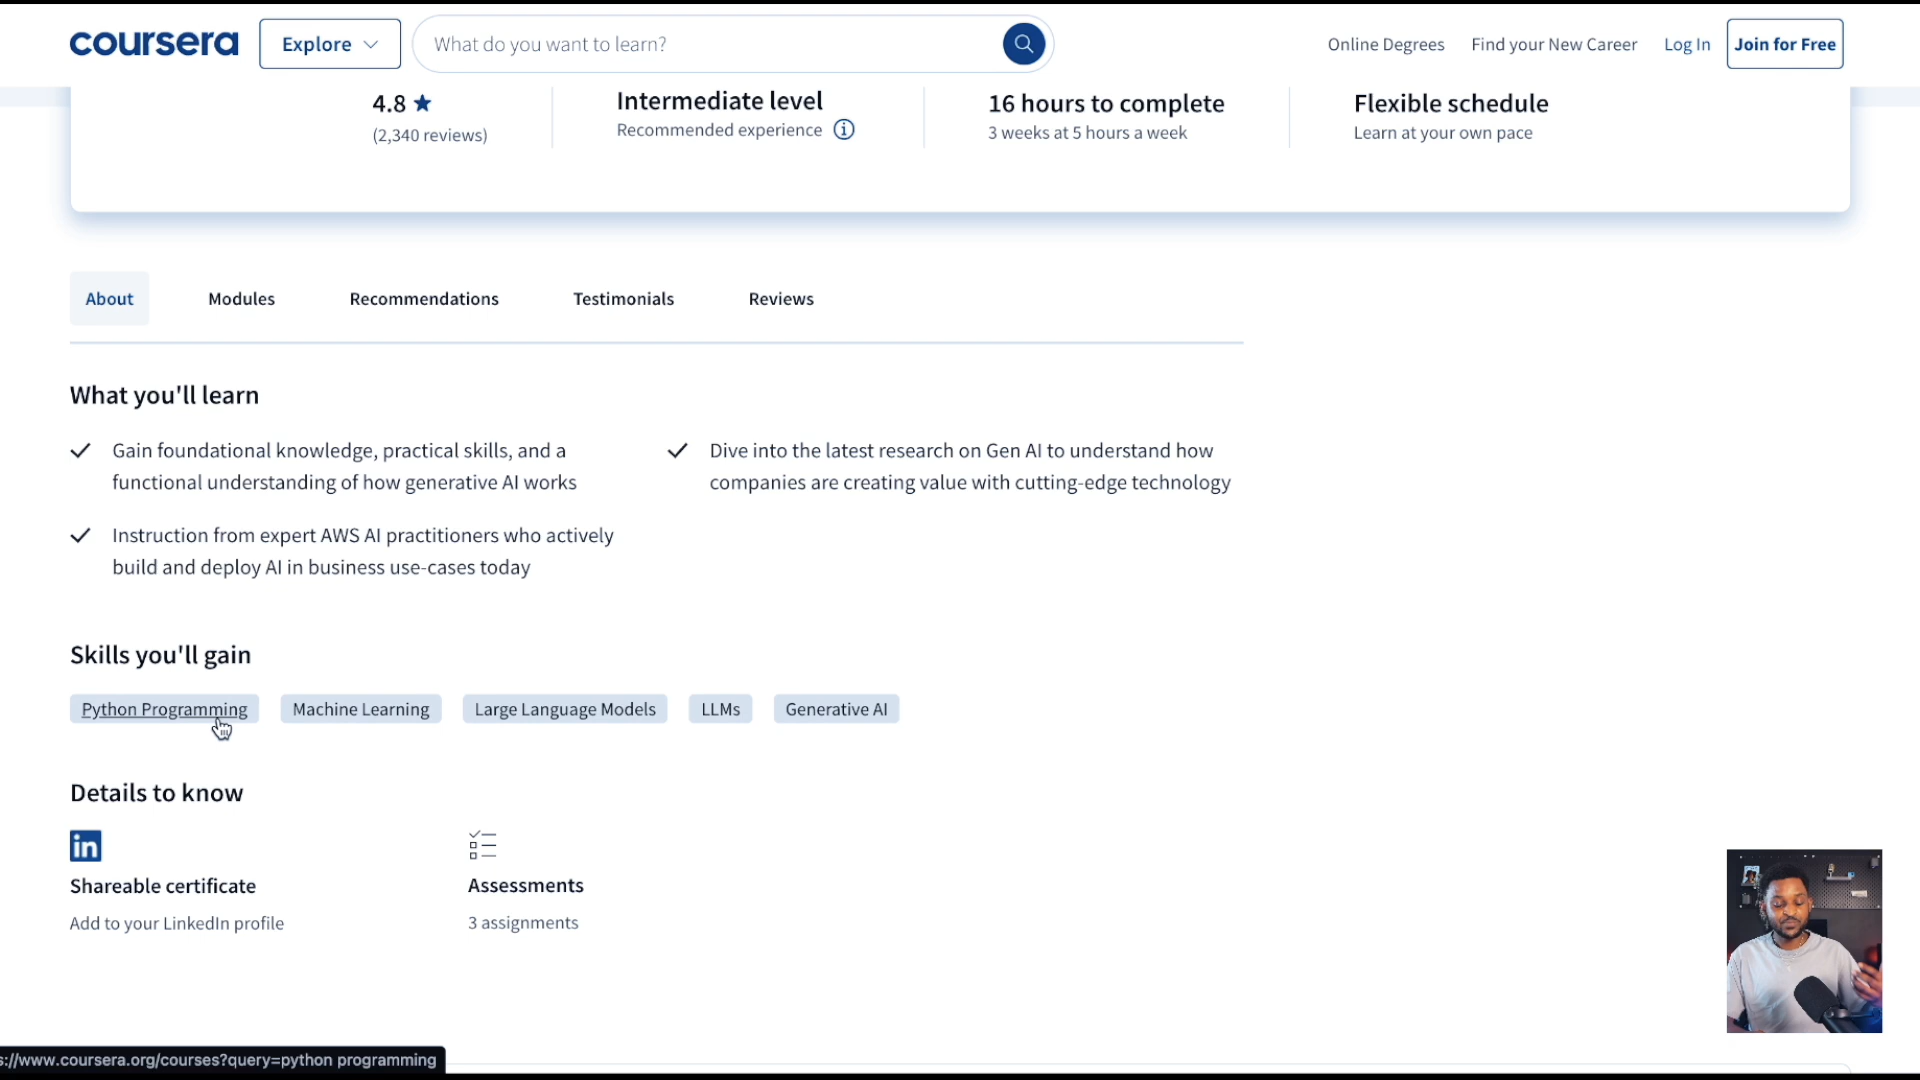 coursera
Explore
What do you want to learn?
Online Degrees
Find your New Career
Log In
Join for Free
4.8
(2,340 reviews)
Intermediate level
Recommended experience
16 hours to complete
3 weeks at 5 hours a week
Flexible schedule
Learn at your own pace
About
Modules
Recommendations
Testimonials
Reviews
What you'll learn
Gain foundational knowledge, practical skills, and a
functional understanding of how generative AI works
Dive into the latest research on Gen AI to understand how
companies are creating value with cutting-edge technology
Instruction from expert AWS AI practitioners who actively
build and deploy AI in business use-cases today
Skills you'll gain
Python Programming
Machine Learning
Large Language Models
LLMs
Generative AI
Details to know
in
Shareable certificate
Add to your LinkedIn profile
Assessments
3 assignments
s://www.coursera.org/courses?query=python programming